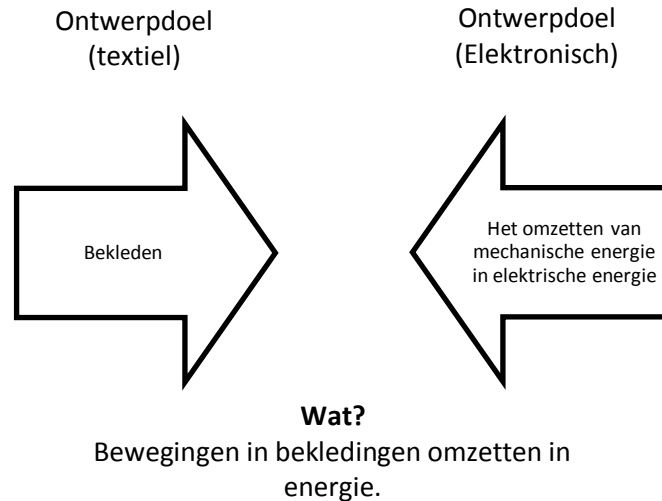 Ontwerpdoel
(textiel)
Ontwerpdoel
(Elektronisch)
Bekleden
Het omzetten van
mechanische energie
in elektrische energie
Wat?
Bewegingen in bekledingen omzetten in
energie.